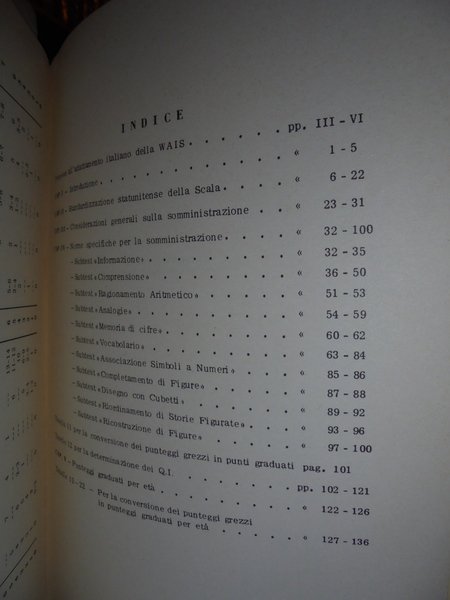 INDICE
all'adattamento italiano della WAIS . . . . . . pp. III - VI
Introduzione . . . . . . . « 1 - 5
Standardizzazione statunitense della Scala . . . . « 6 - 22
Considerazioni generali sulla somministrazione . . « 23 - 31
Norme specifiche per la somministrazione . . . . « 32 - 100
- Subtest «Informazione» . . . . . . « 32 - 35
- Subtest «Comprensione» . . . . . . « 36 - 50
- Subtest «Ragionamento Aritmetico» . . . . « 51 - 53
- Subtest «Analogie» . . . . . . « 54 - 59
- Subtest «Memoria di cifre» . . . . . . « 60 - 62
- Subtest «Vocabolario» . . . . . . « 63 - 84
- Subtest «Associazione Simboli a Numeri» . . . . « 85 - 86
- Subtest «Completamento di Figure» . . . . . « 87 - 88
- Subtest «Disegno con Cubetti» . . . . . . « 89 - 92
- Subtest «Riordinamento di Storie Figurate» . . . « 93 - 96
- Subtest «Ricostruzione di Figure» . . . . . « 97 - 100
per la conversione dei punteggi grezzi in punti graduati pag. 101
per la determinazione dei Q.I. . . . . . . pp. 102 - 121
Punteggi graduati per età . . . . . . « 122 - 126
- Per la conversione dei punteggi grezzi
in punteggi graduati per età . . . . . « 127 - 136